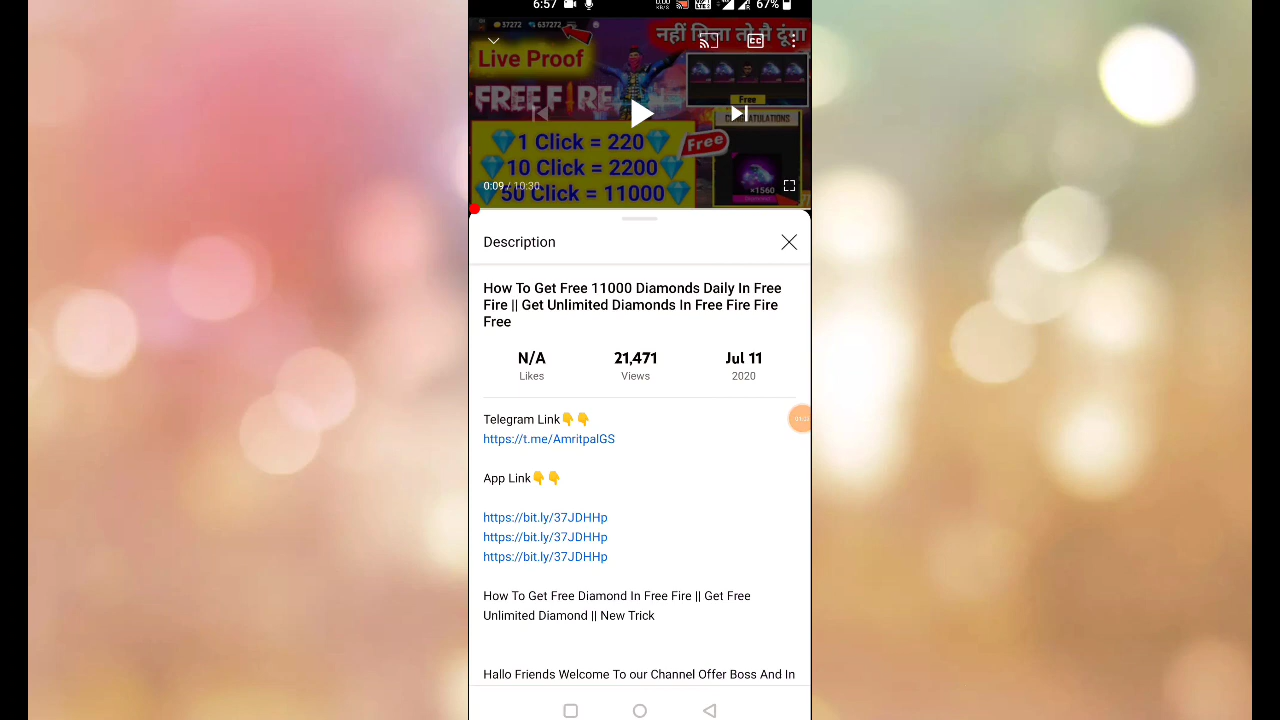 6:57
67%
37272 637272
नहीं मिला तो मै दूंगा
Live Proof
FREE FIRE
Free
CONGRATULATIONS
💎1 Click = 220💎
Free
💎10 Click = 2200💎
×1560
💎50 Click = 11000💎
0:09 / 10:30
Description
How To Get Free 11000 Diamonds Daily In Free
Fire || Get Unlimited Diamonds In Free Fire Fire
Free
N/A 21,471 Jul 11
Likes Views 2020
Telegram Link👇👇
https://t.me/AmritpalGS
App Link👇👇
https://bit.ly/37JDHHp
https://bit.ly/37JDHHp
https://bit.ly/37JDHHp
How To Get Free Diamond In Free Fire || Get Free
Unlimited Diamond || New Trick
Hallo Friends Welcome To our Channel Offer Boss And In